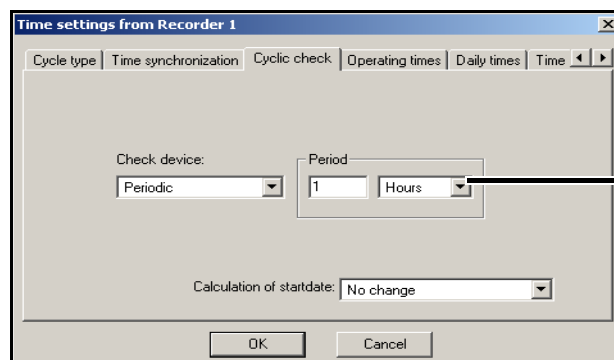 Time settings from Recorder 1
Cycle type Time synchronization Cyclic check Operating times Daily times Time
Check device: Period
Periodic 1 Hours
Calculation of startdate: No change
OK Cancel